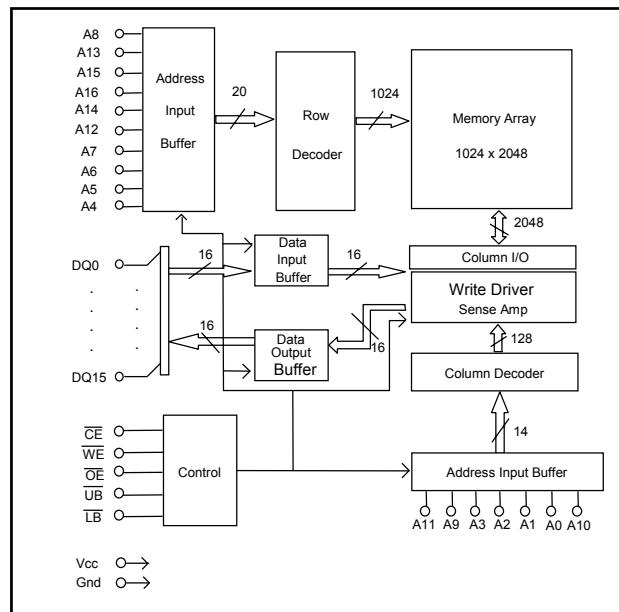 A8
A13
A15
A16
A14
A12
A7
A6
A5
A4
Address
Input
Buffer
20
Row
Decoder
1024
Memory Array
1024 x 2048
2048
DQ0
DQ15
16
Data
Input
Buffer
16
Column I/O
Write Driver
Sense Amp
16
Data
Output
Buffer
16
128
Column Decoder
14
Address Input Buffer
A11 A9 A3 A2 A1 A0 A10
CE
WE
OE
UB
LB
Control
Vcc
Gnd